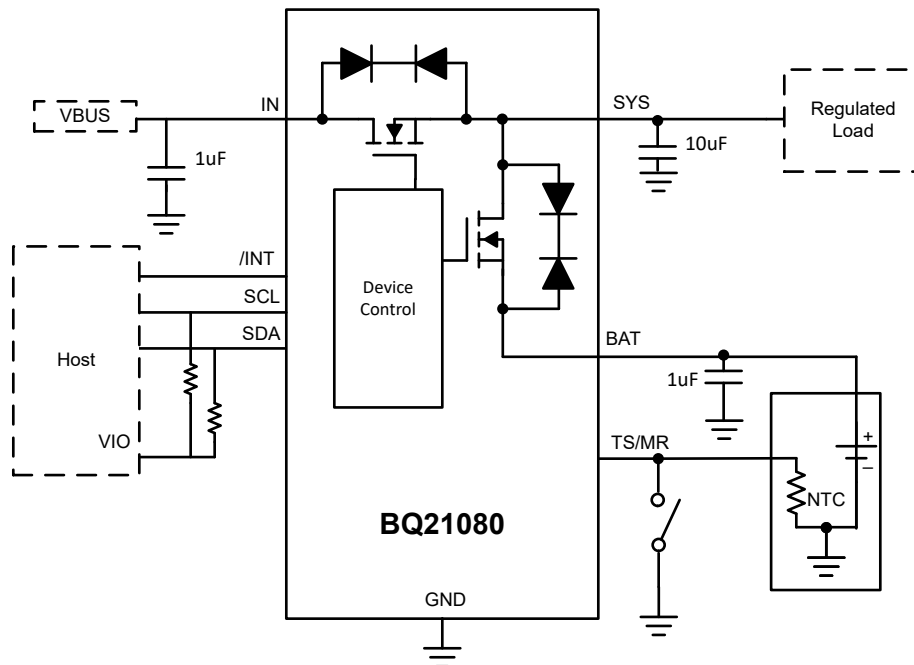 VBUS
IN
1uF
SYS
10uF
Regulated
Load
/INT
SCL
SDA
Host
VIO
Device
Control
BAT
1uF
TS/MR
+
–
NTC
BQ21080
GND